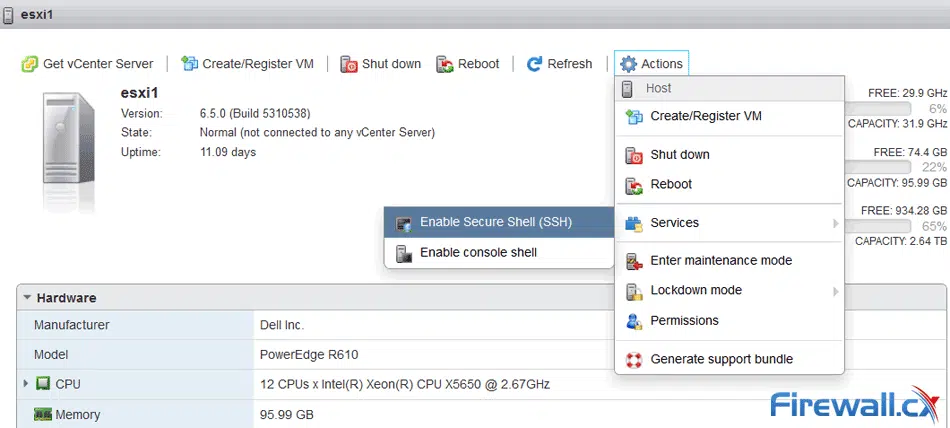 esxi1
Get vCenter Server
Create/Register VM
Shut down
Reboot
Refresh
Actions
esxi1
Version: 6.5.0 (Build 5310538)
State: Normal (not connected to any vCenter Server)
Uptime: 11.09 days
Host
Create/Register VM
Shut down
Reboot
Services
Enter maintenance mode
Lockdown mode
Permissions
Generate support bundle
Enable Secure Shell (SSH)
Enable console shell
FREE: 29.9 GHz
6%
CAPACITY: 31.9 GHz
FREE: 74.4 GB
22%
CAPACITY: 95.99 GB
FREE: 934.28 GB
65%
CAPACITY: 2.64 TB
Hardware
Manufacturer Dell Inc.
Model PowerEdge R610
CPU 12 CPUs x Intel(R) Xeon(R) CPU X5650 @ 2.67GHz
Memory 95.99 GB
Firewall.cx